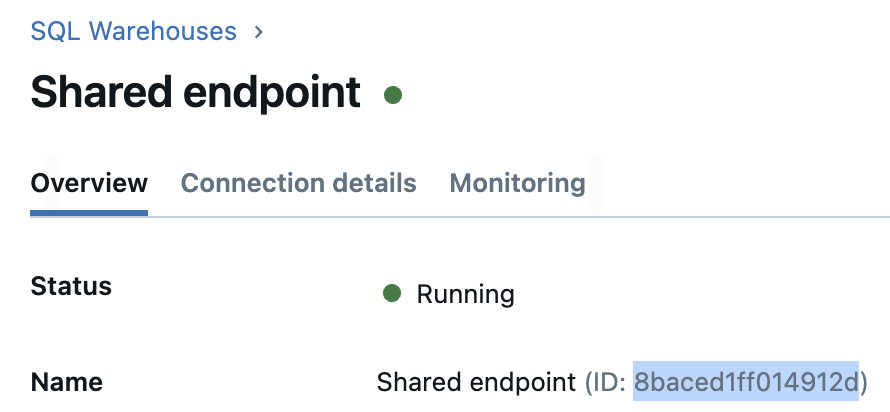 SQL Warehouses >
Shared endpoint
Overview Connection details Monitoring
Status Running
Name Shared endpoint (ID: 8baced1ff014912d)